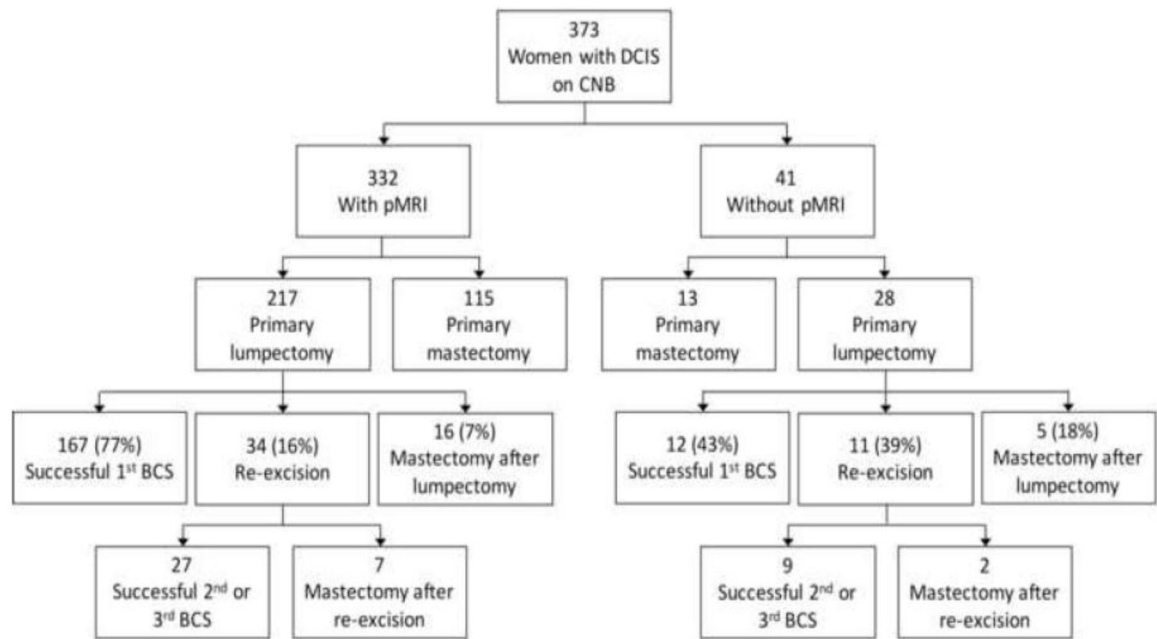 373
Women with DCIS
on CNB
332
With pMRI
41
Without pMRI
217
Primary
lumpectomy
115
Primary
mastectomy
13
Primary
mastectomy
28
Primary
lumpectomy
167 (77%)
Successful 1st BCS
34 (16%)
Re-excision
16 (7%)
Mastectomy after
lumpectomy
12 (43%)
Successful 1st BCS
11 (39%)
Re-excision
5 (18%)
Mastectomy after
lumpectomy
27
Successful 2nd or
3rd BCS
7
Mastectomy after
re-excision
9
Successful 2nd or
3rd BCS
2
Mastectomy after
re-excision